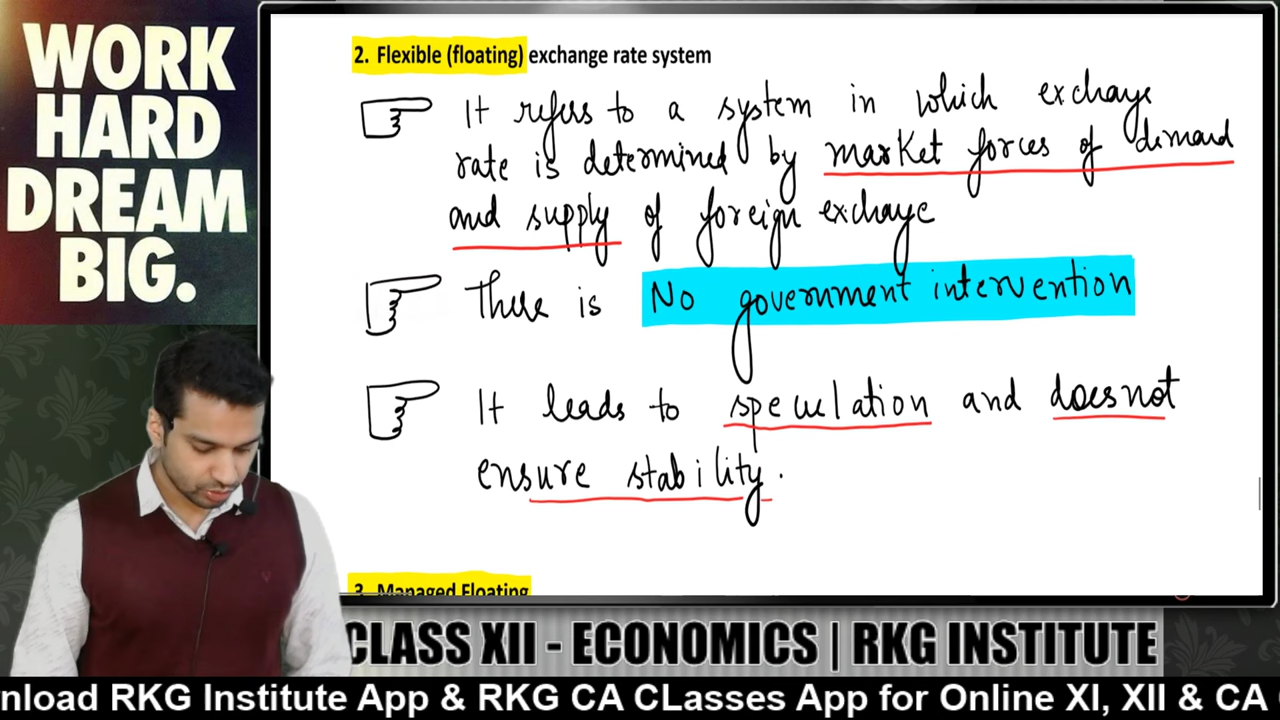 WORK
HARD
DREAM
BIG.
2. Flexible (floating) exchange rate system
It refers to a system in which exchange
rate is determined by market forces of demand
and supply of foreign exchange
There is No government intervention
It leads to speculation and does not
ensure stability.
3. Managed Floating
CLASS XII - ECONOMICS | RKG INSTITUTE
nload RKG Institute App & RKG CA CLasses App for Online XI, XII & CA